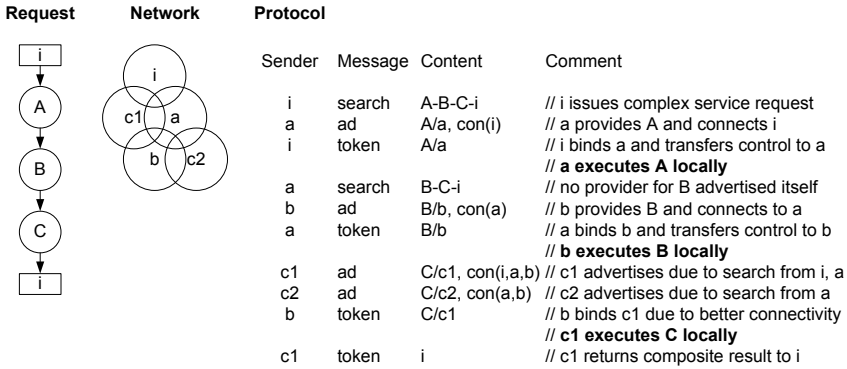 Request Network Protocol
i
A
B
C
i
i
c1 a
b c2
Sender Message Content Comment
i search A-B-C-i // i issues complex service request
a ad A/a, con(i) // a provides A and connects i
i token A/a // i binds a and transfers control to a
// a executes A locally
a search B-C-i // no provider for B advertised itself
b ad B/b, con(a) // b provides B and connects to a
a token B/b // a binds b and transfers control to b
// b executes B locally
c1 ad C/c1, con(i,a,b) // c1 advertises due to search from i, a
c2 ad C/c2, con(a,b) // c2 advertises due to search from a
b token C/c1 // b binds c1 due to better connectivity
// c1 executes C locally
c1 token i // c1 returns composite result to i